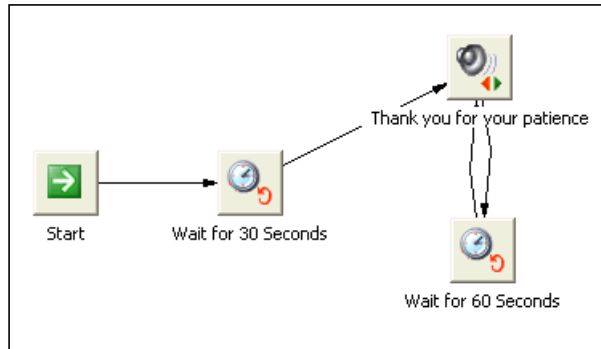 Thank you for your patience
Start
Wait for 30 Seconds
Wait for 60 Seconds